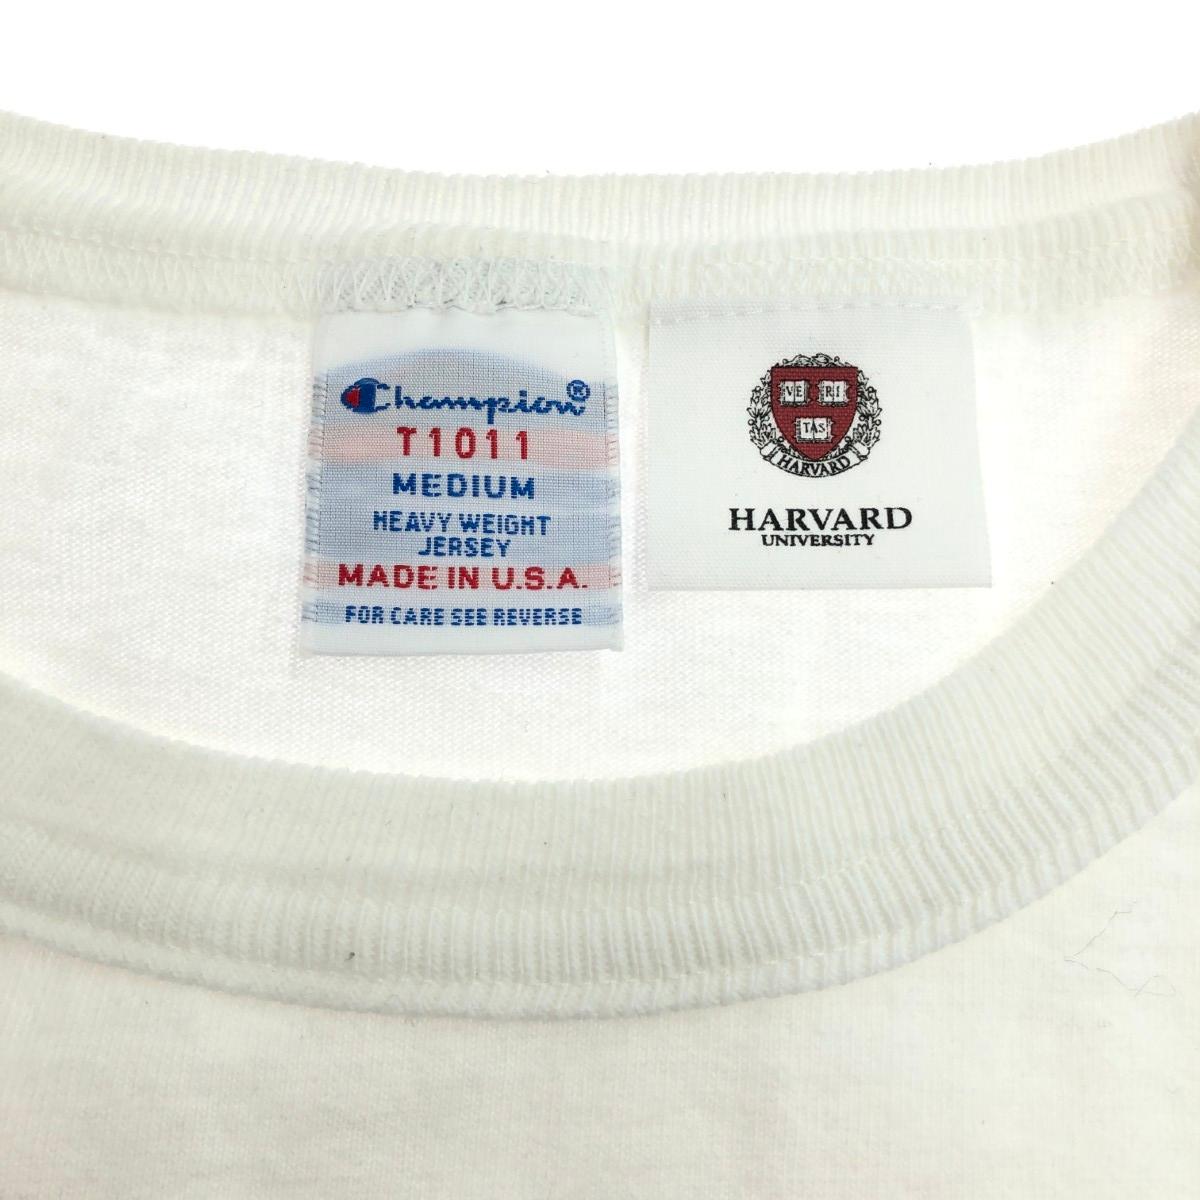 Champion®
T1011
MEDIUM
HEAVY WEIGHT
JERSEY
MADE IN U.S.A.
FOR CARE SEE REVERSE
VE RI
TAS
HARVARD
HARVARD
UNIVERSITY